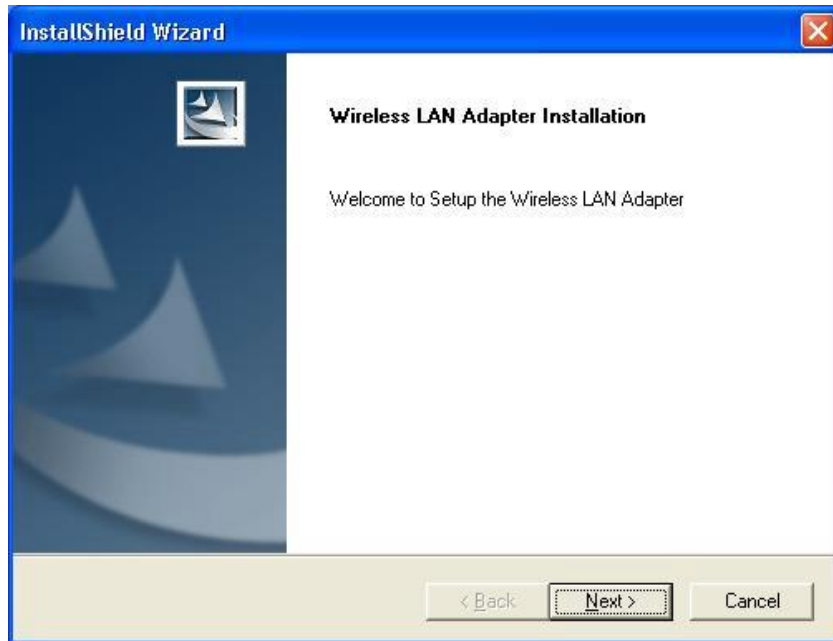 InstallShield Wizard
Wireless LAN Adapter Installation
Welcome to Setup the Wireless LAN Adapter
< Back
Next >
Cancel